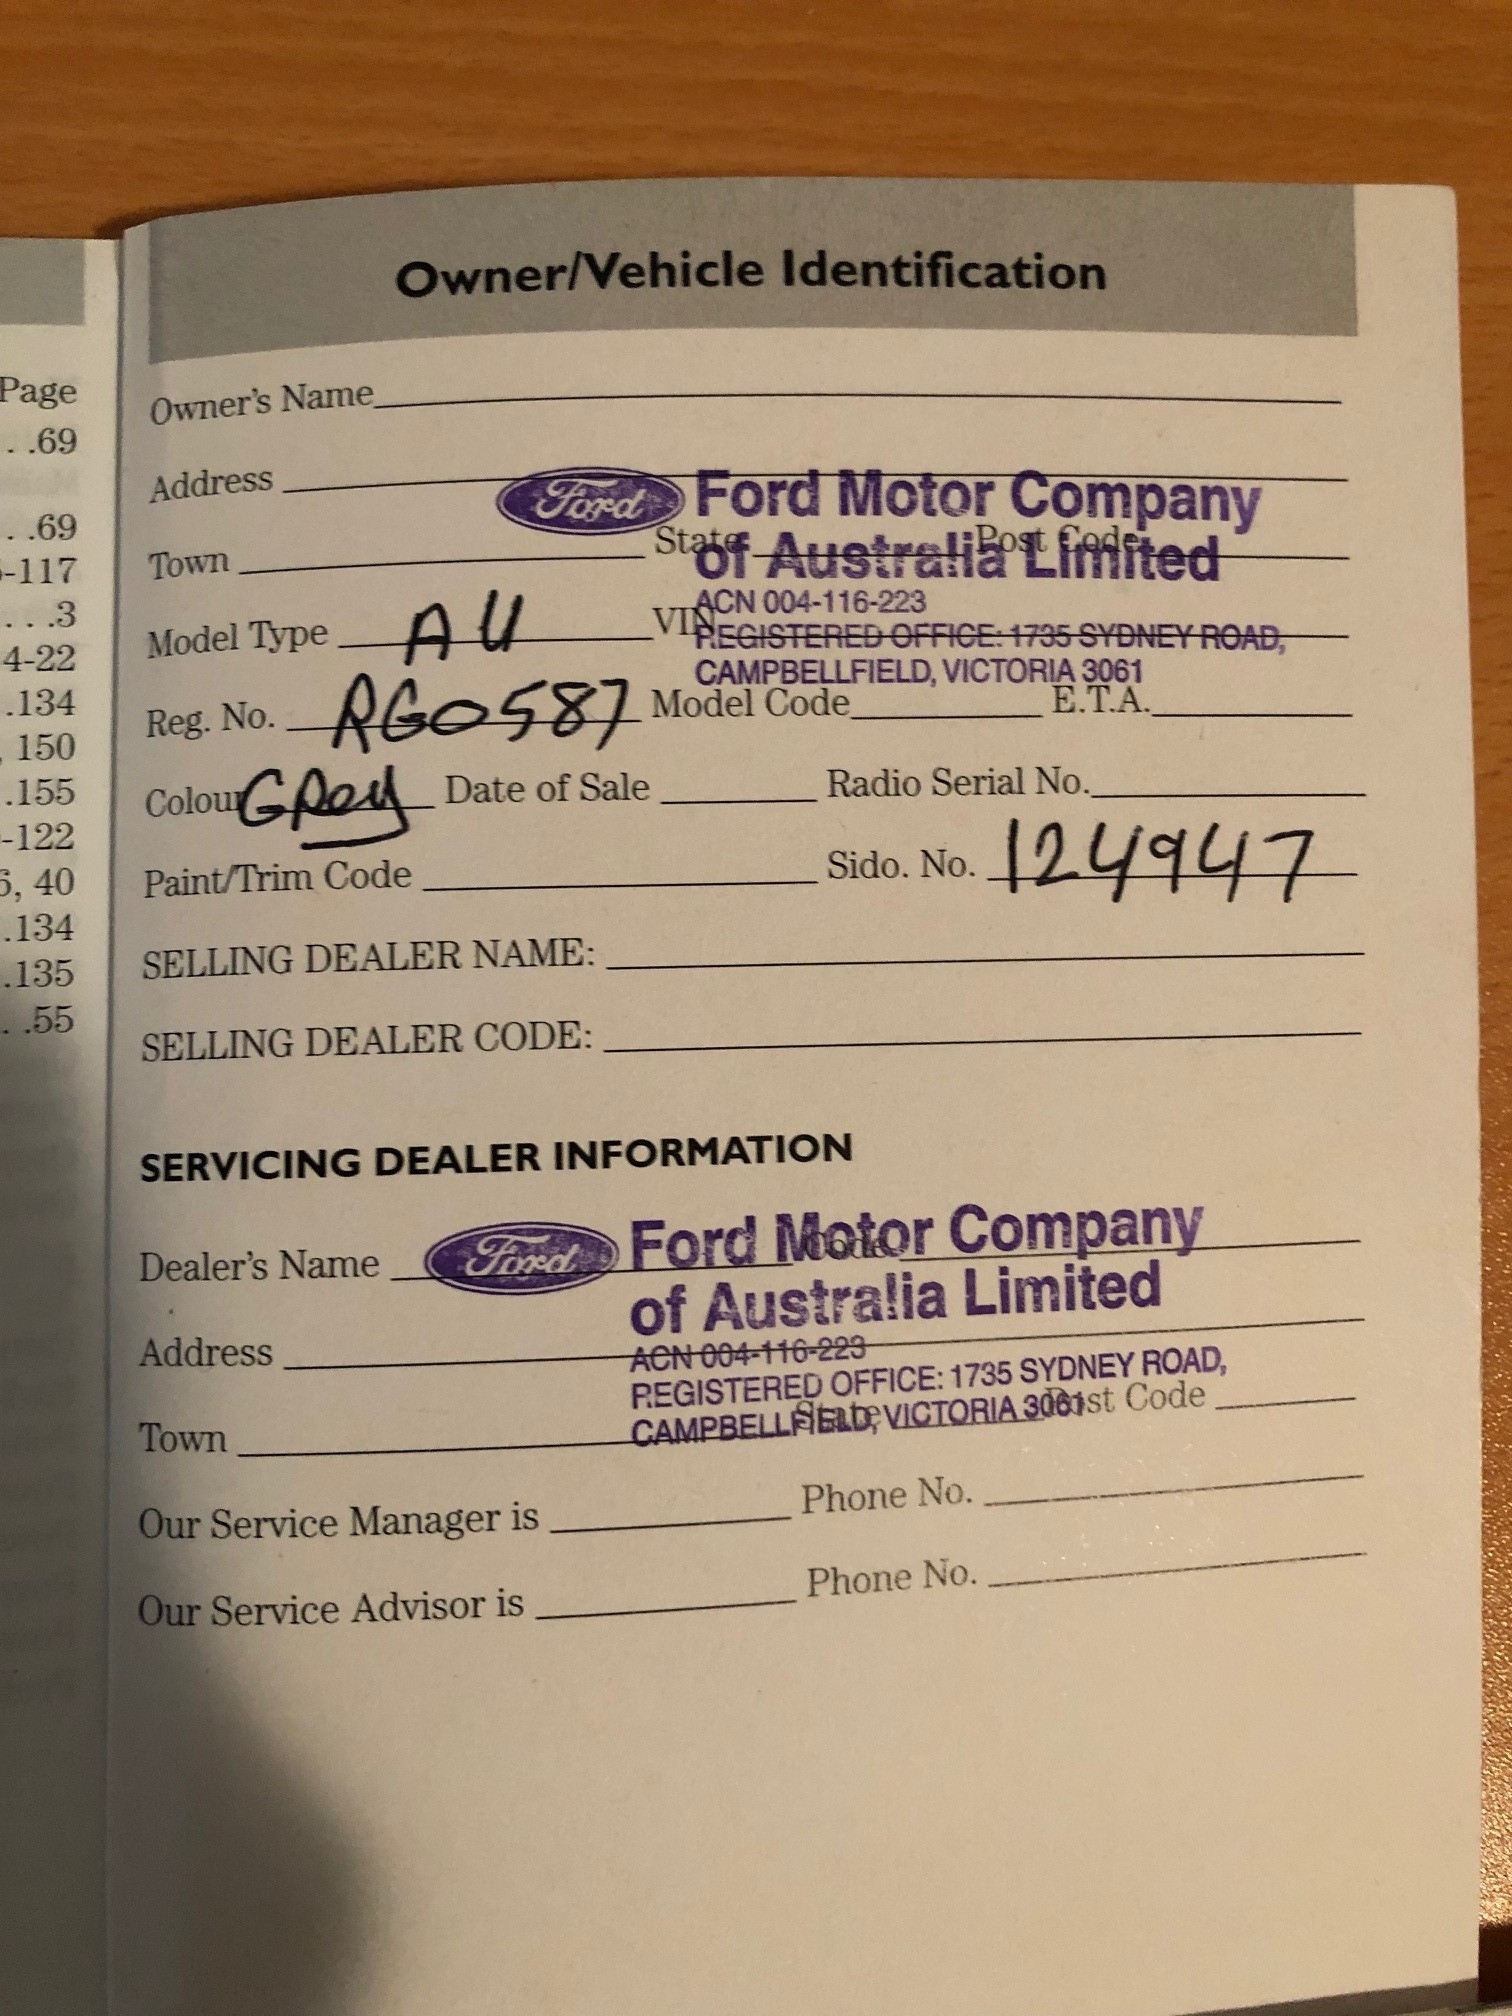 Page
. .69
. .69
-117
. . .3
4-22
.134
, 150
.155
-122
, 40
.134
.135
. .55
Owner/Vehicle Identification
Owner's Name
Address
Ford Ford Motor Company
Town State Post Code
of Australia Limited
ACN 004-116-223
Model Type AU VIN
REGISTERED OFFICE: 1735 SYDNEY ROAD,
CAMPBELLFIELD, VICTORIA 3061
Reg. No. RGO587 Model Code E.T.A.
Colour Grey Date of Sale Radio Serial No.
Paint/Trim Code Sido. No. 124947
SELLING DEALER NAME:
SELLING DEALER CODE:
SERVICING DEALER INFORMATION
Dealer's Name Code
Ford Ford Motor Company
of Australia Limited
Address
ACN 004-116-223
REGISTERED OFFICE: 1735 SYDNEY ROAD,
CAMPBELLFIELD, VICTORIA 3061
Town State Post Code
Our Service Manager is Phone No.
Our Service Advisor is Phone No.